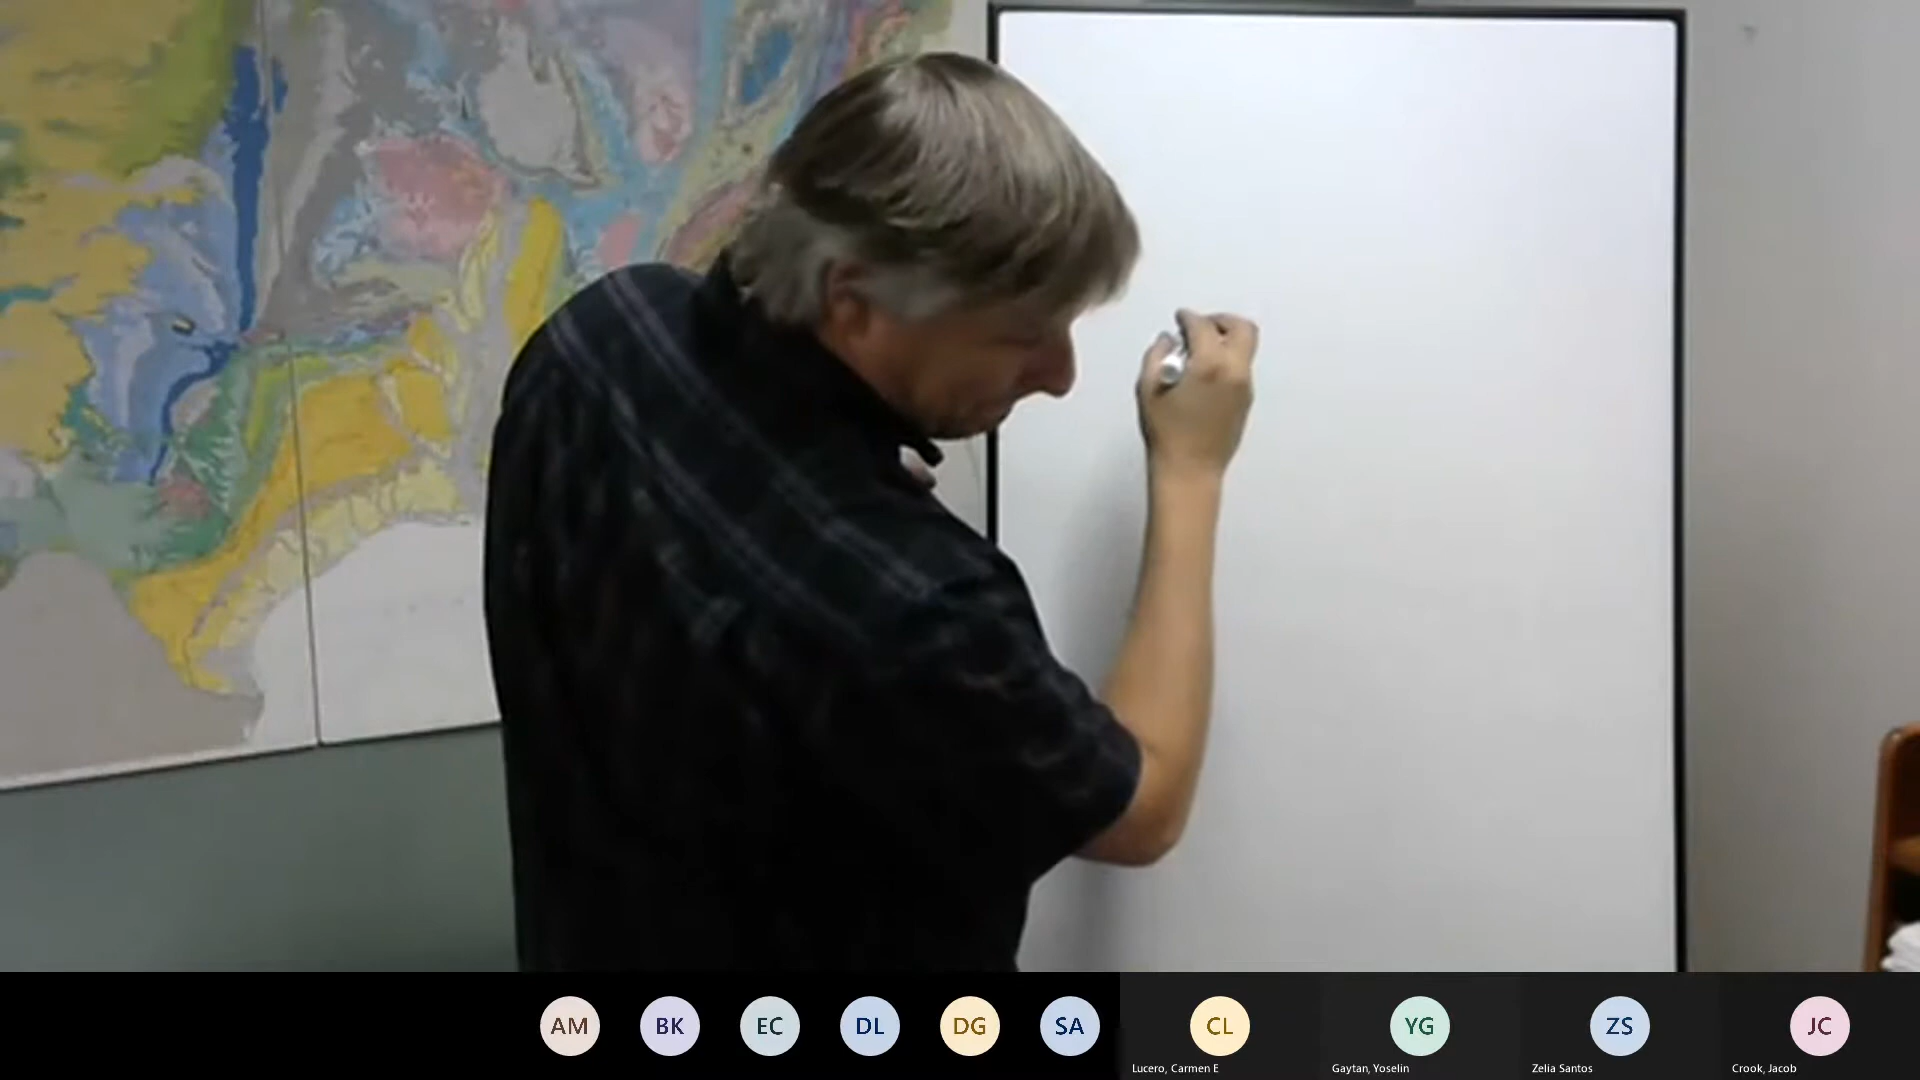 AM BK EC DL DG SA CL YG ZS JC
Lucero, Carmen E Gaytan, Yoselin Zelia Santos Crook, Jacob